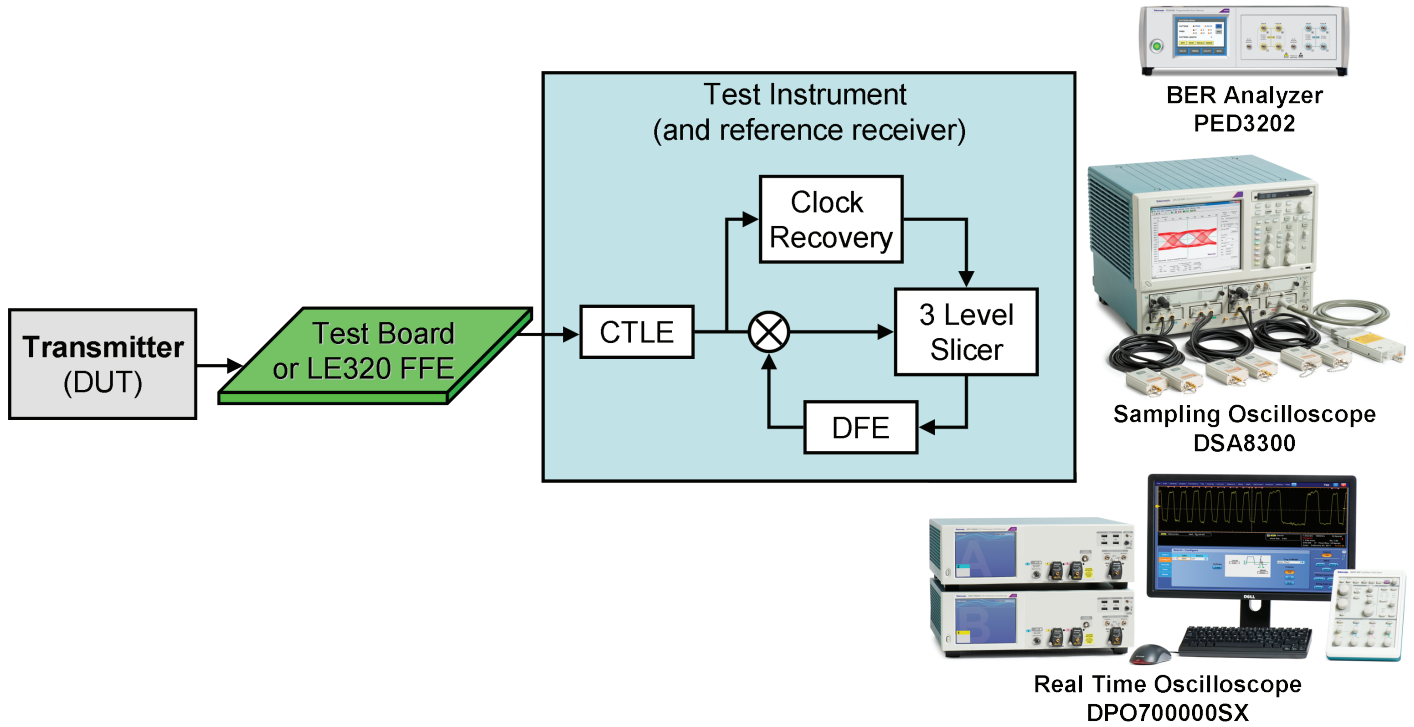 BER Analyzer
PED3202
Test Instrument
(and reference receiver)
Clock
Recovery
Transmitter
(DUT)
Test Board
or LE320 FFE
CTLE
3 Level
Slicer
DFE
Sampling Oscilloscope
DSA8300
A
B
DELL
Real Time Oscilloscope
DPO700000SX